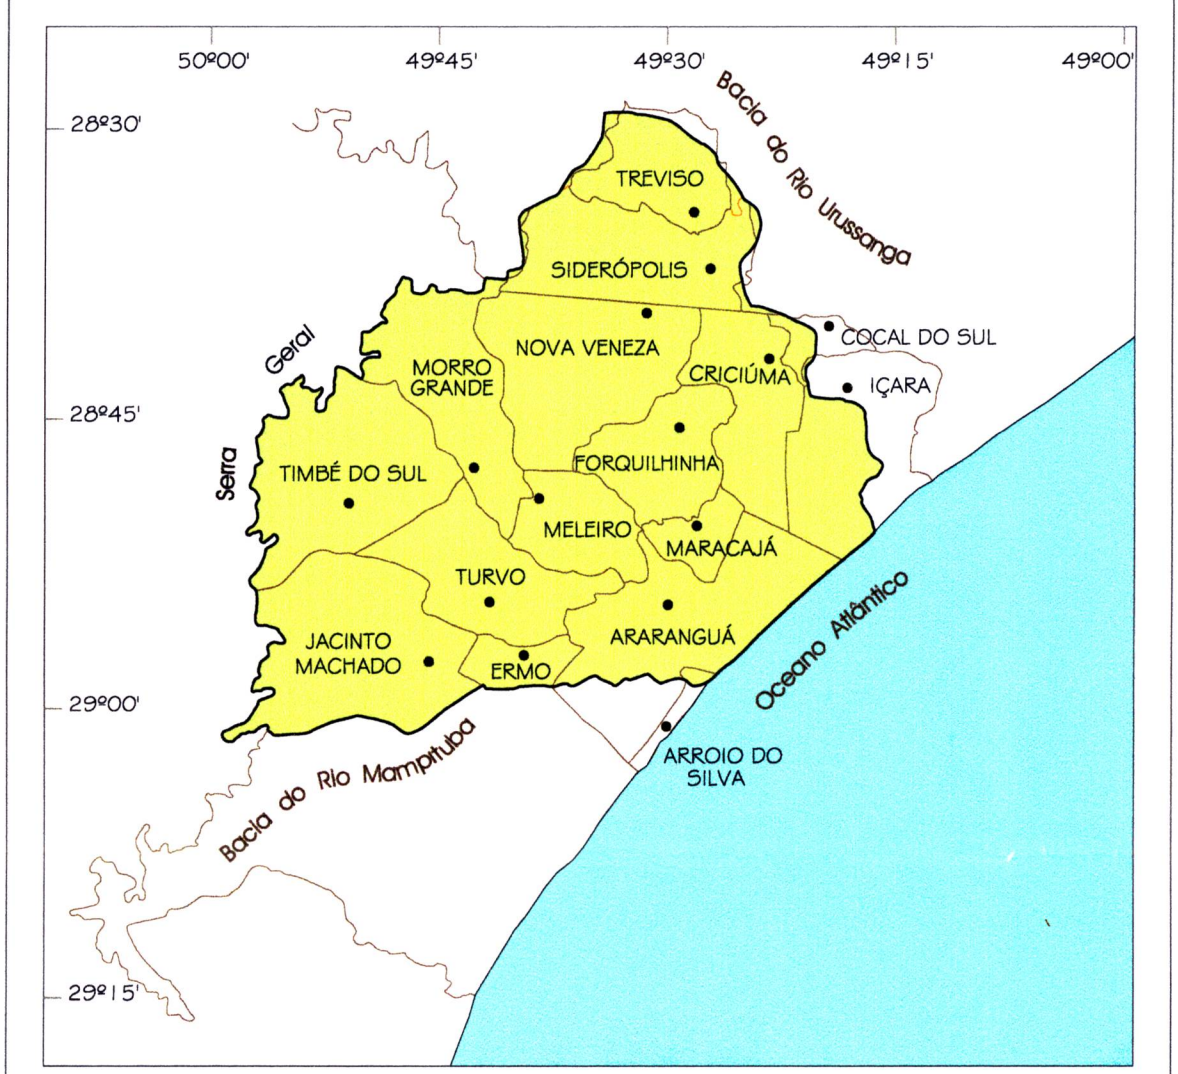 50º00' 49º45' 49º30' 49º15' 49º00'
28º30'
Bacia do Rio Urussanga
TREVISO
SIDERÓPOLIS
COCAL DO SUL
NOVA VENEZA
Geral
MORRO
GRANDE
CRICIÚMA
IÇARA
28º45'
Serra
TIMBÉ DO SUL
FORQUILHINHA
MELEIRO
MARACAJÁ
TURVO
Oceano Atlântico
JACINTO
MACHADO
ERMO
ARARANGUÁ
29º00'
Bacia do Rio Mampituba
ARROIO DO
SILVA
29º15'